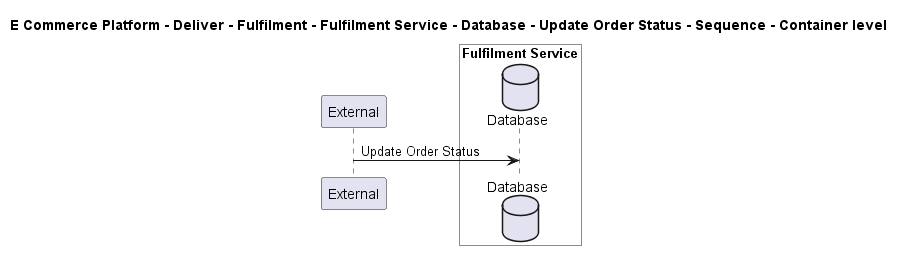 E Commerce Platform - Deliver - Fulfilment - Fulfilment Service - Database - Update Order Status - Sequence - Container level
Fulfilment Service
External
Database
Update Order Status
External
Database